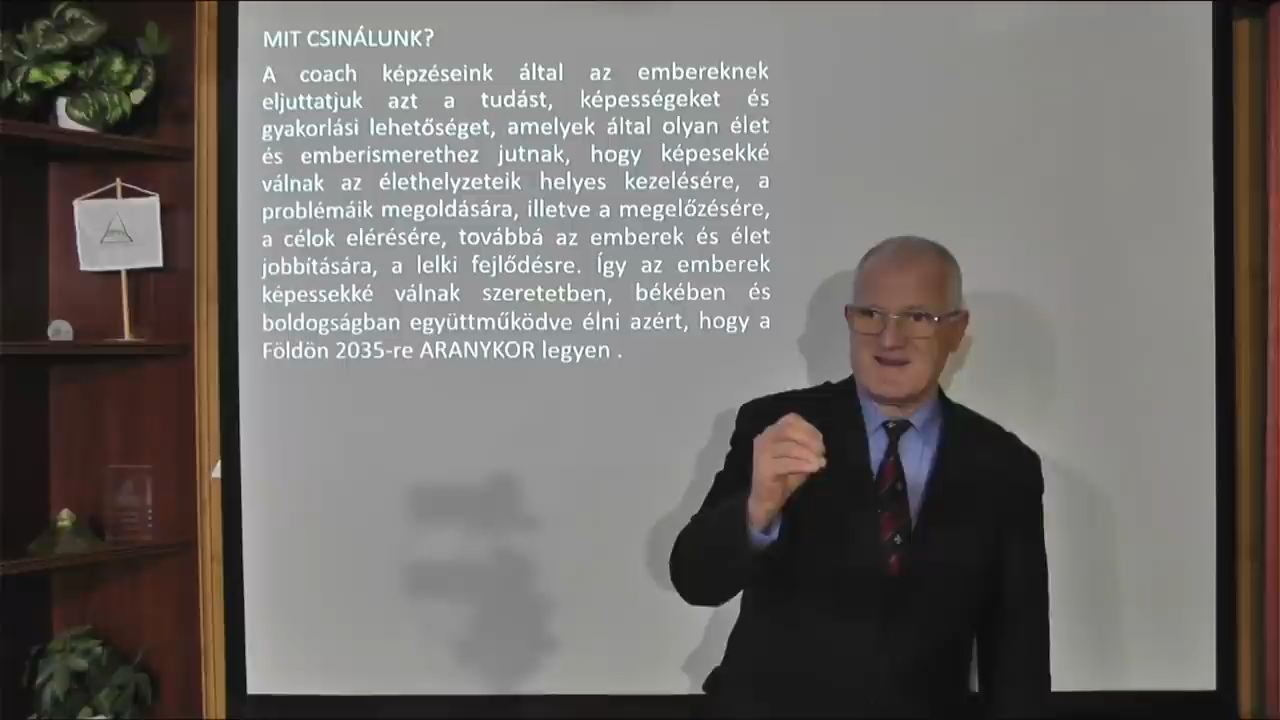 MIT CSINÁLUNK?
A coach képzéseink által az embereknek
eljuttatjuk azt a tudást, képességeket és
gyakorlási lehetőséget, amelyek által olyan élet
és emberismerethez jutnak, hogy képesekké
válnak az élethelyzeteik helyes kezelésére, a
problémáik megoldására, illetve a megelőzésére,
a célok elérésére, továbbá az emberek és élet
jobbítására, a lelki fejlődésre. Így az emberek
képessekké válnak szeretetben, békében és
boldogságban együttműködve élni azért, hogy a
Földön 2035-re ARANYKOR legyen .